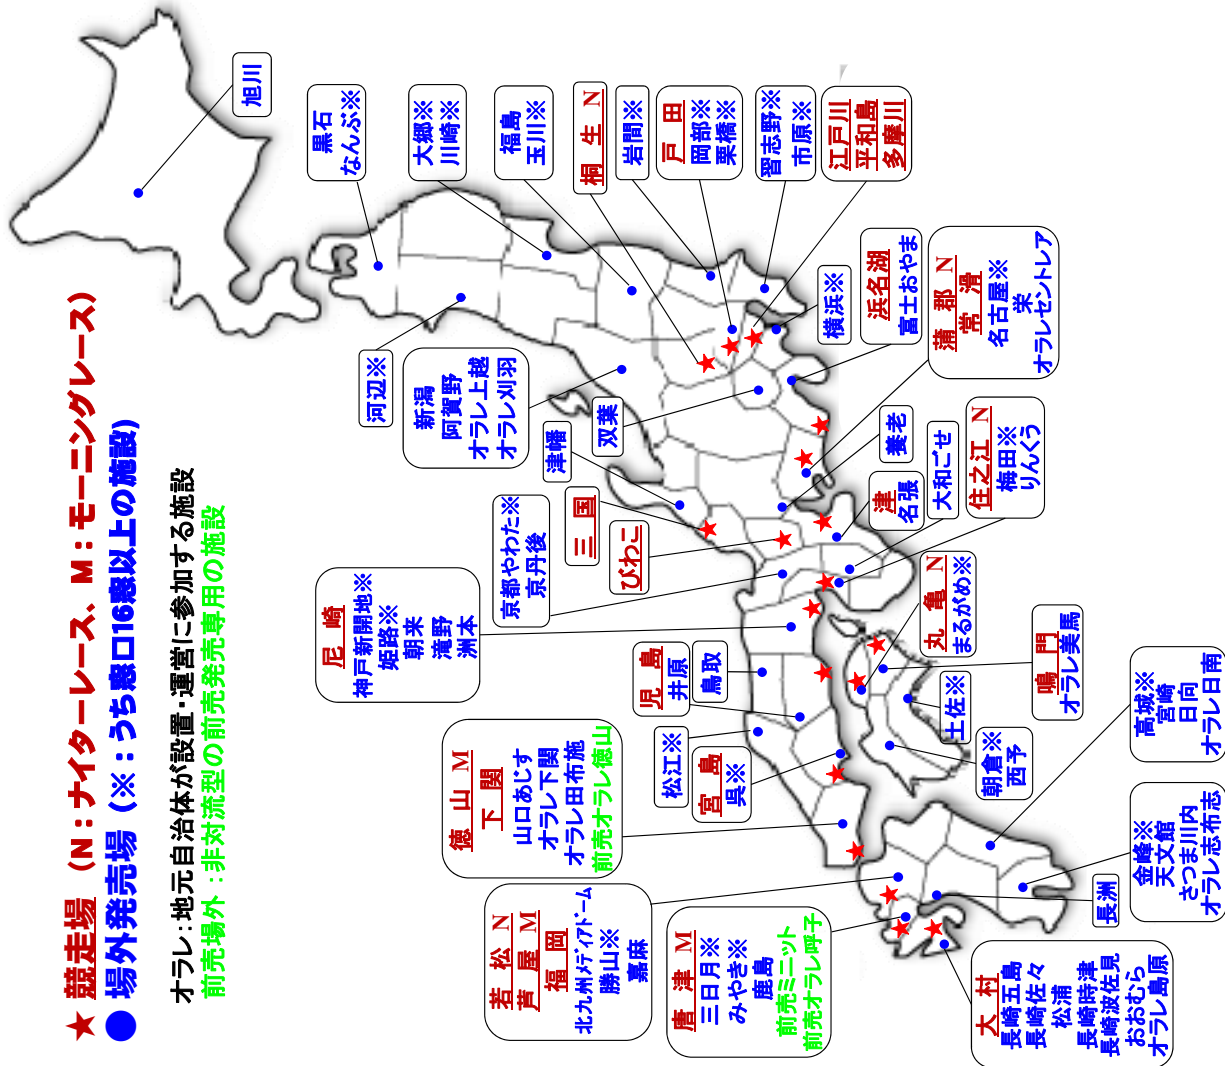 ★ 競走場 (N：ナイターレース、M：モーニングレース)
● 場外発売場 (※：うち窓口16窓以上の施設)
オラレ：地元自治体が設置・運営に参加する施設
前売場外：非対流型の前売発売専用の施設
旭川
黒石
なんぶ※
大郷※
川崎※
福島
玉川※
桐 生 N
岩間※
戸 田
岡部※
栗橋※
習志野※
市原※
江戸川
平和島
多摩川
河辺※
新潟
阿賀野
オラレ上越
オラレ刈羽
双葉
横浜※
浜名湖
富士おやま
蒲 郡 N
常 滑
名古屋※
栄
オラレセントレア
津幡
三 国
びわこ
京都やわた※
京丹後
養老
津
名張
大和ごせ
住之江 N
梅田※
りんくう
尼 崎
神戸新開地※
姫路※
朝来
滝野
洲本
児 島
井原
鳥取
丸 亀 N
まるがめ※
鳴 門
オラレ美馬
土佐※
朝倉※
西予
松江※
宮 島
呉※
徳 山 M
下 関
山口あじす
オラレ下関
オラレ田布施
前売オラレ徳山
若 松 N
芦 屋 M
福 岡
北九州メディアドーム
勝山※
嘉麻
唐 津 M
三日月※
みやき※
鹿島
前売ミニット
前売オラレ呼子
大 村
長崎五島
長崎佐々
松浦
長崎時津
長崎波佐見
おおむら
オラレ島原
長洲
金峰※
天文館
さつま川内
オラレ志布志
高城※
宮崎
日向
オラレ日南